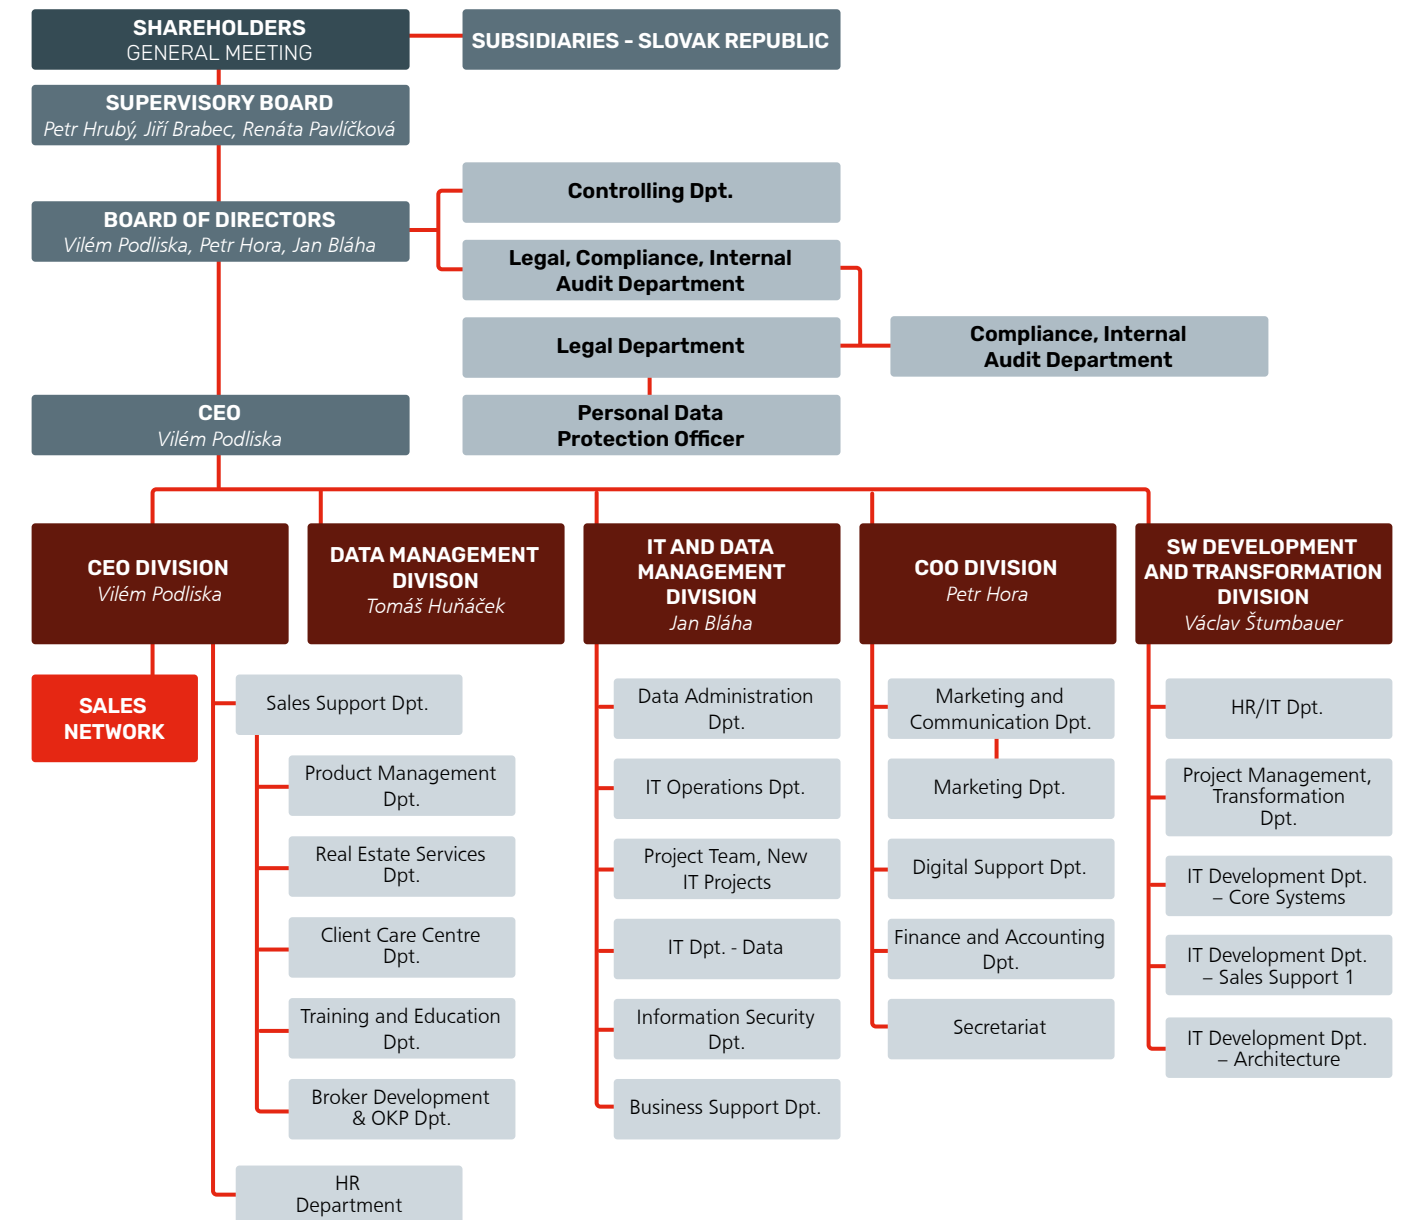 SHAREHOLDERS
GENERAL MEETING
SUBSIDIARIES - SLOVAK REPUBLIC
SUPERVISORY BOARD
Petr Hrubý, Jiří Brabec, Renáta Pavlíčková
BOARD OF DIRECTORS
Vilém Podliska, Petr Hora, Jan Bláha
Controlling Dpt.
Legal, Compliance, Internal
Audit Department
Legal Department
Compliance, Internal
Audit Department
CEO
Vilém Podliska
Personal Data
Protection Officer
CEO DIVISION
Vilém Podliska
DATA MANAGEMENT
DIVISON
Tomáš Huňáček
IT AND DATA
MANAGEMENT
DIVISION
Jan Bláha
COO DIVISION
Petr Hora
SW DEVELOPMENT
AND TRANSFORMATION
DIVISION
Václav Štumbauer
SALES
NETWORK
Sales Support Dpt.
Product Management
Dpt.
Real Estate Services
Dpt.
Client Care Centre
Dpt.
Training and Education
Dpt.
Broker Development
& OKP Dpt.
HR
Department
Data Administration
Dpt.
IT Operations Dpt.
Project Team, New
IT Projects
IT Dpt. - Data
Information Security
Dpt.
Business Support Dpt.
Marketing and
Communication Dpt.
Marketing Dpt.
Digital Support Dpt.
Finance and Accounting
Dpt.
Secretariat
HR/IT Dpt.
Project Management,
Transformation
Dpt.
IT Development Dpt.
– Core Systems
IT Development Dpt.
– Sales Support 1
IT Development Dpt.
– Architecture